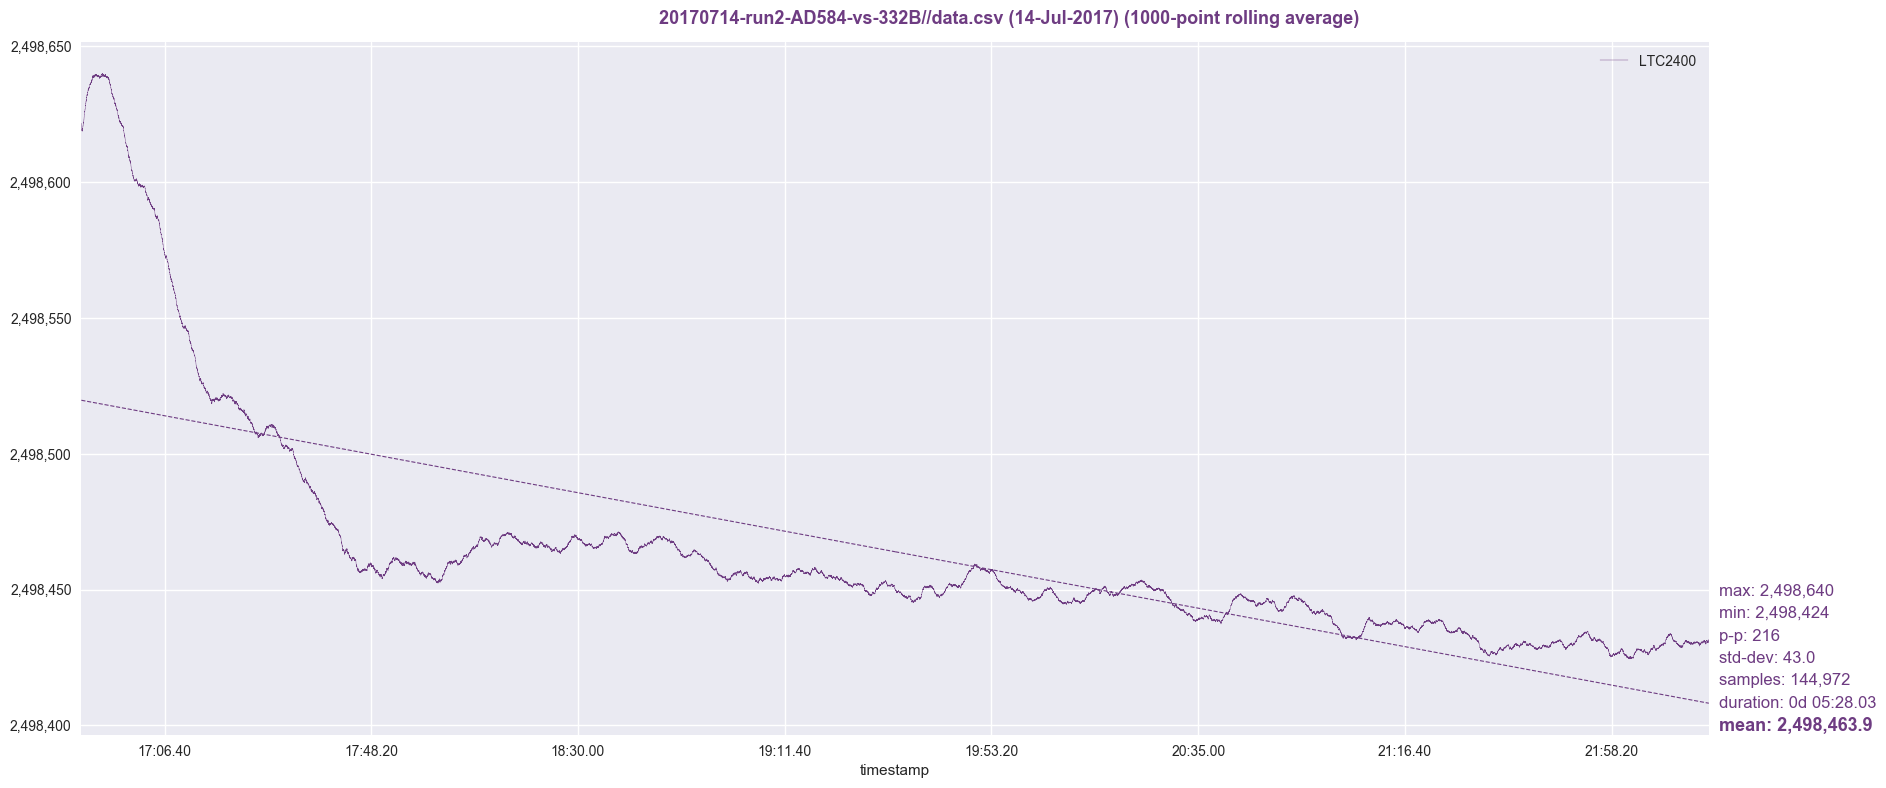 20170714-run2-AD584-vs-332B//data.csv (14-Jul-2017) (1000-point rolling average)
LTC2400
2,498,650
2,498,600
2,498,550
2,498,500
2,498,450
2,498,400
max: 2,498,640
min: 2,498,424
p-p: 216
std-dev: 43.0
samples: 144,972
duration: 0d 05:28.03
mean: 2,498,463.9
17:06.40 17:48.20 18:30.00 19:11.40 19:53.20 20:35.00 21:16.40 21:58.20
timestamp